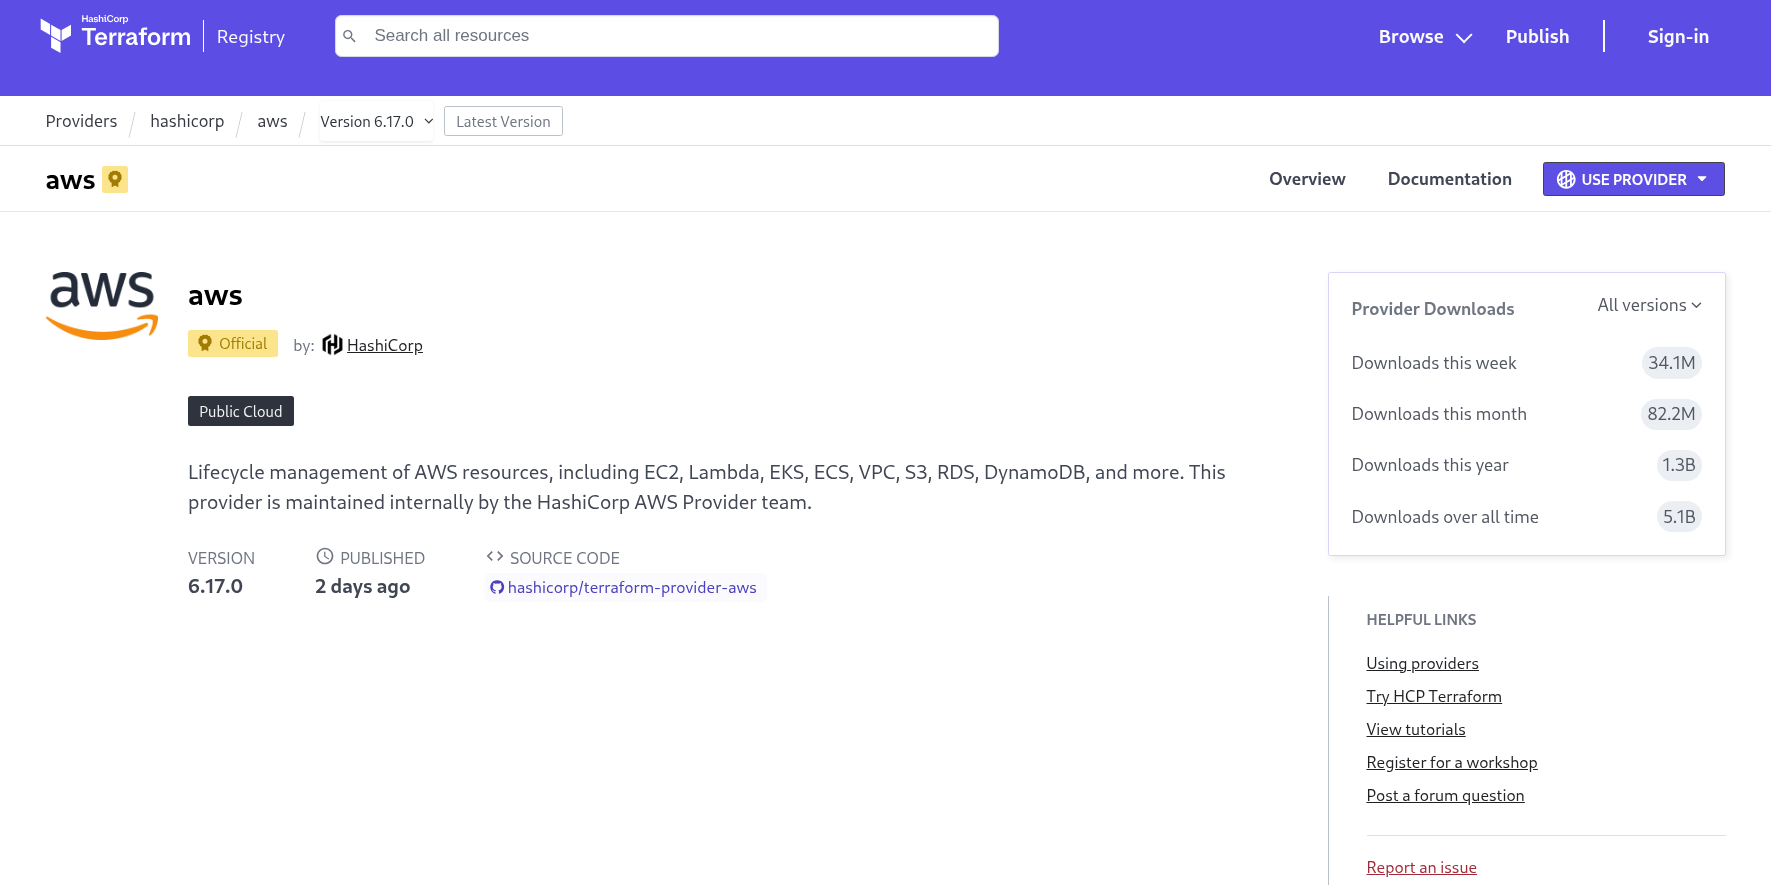 HashiCorp
Terraform
Registry
Search all resources
Browse
Publish
Sign-in
Providers
hashicorp
aws
Version 6.17.0
Latest Version
aws
Overview
Documentation
USE PROVIDER
aws
aws
Official
by: HashiCorp
Public Cloud
Lifecycle management of AWS resources, including EC2, Lambda, EKS, ECS, VPC, S3, RDS, DynamoDB, and more. This
provider is maintained internally by the HashiCorp AWS Provider team.
VERSION
6.17.0
PUBLISHED
2 days ago
SOURCE CODE
hashicorp/terraform-provider-aws
Provider Downloads
All versions
Downloads this week 34.1M
Downloads this month 82.2M
Downloads this year 1.3B
Downloads over all time 5.1B
HELPFUL LINKS
Using providers
Try HCP Terraform
View tutorials
Register for a workshop
Post a forum question
Report an issue